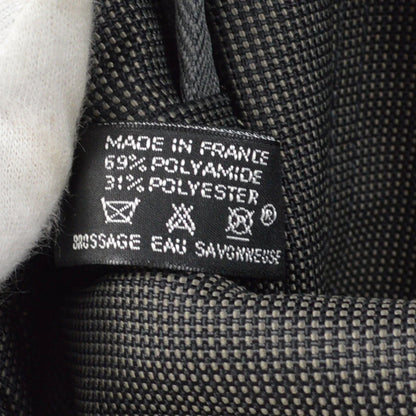 MADE IN FRANCE
69% POLYAMIDE
31% POLYESTER
®
BROSSAGE EAU SAVONNEUSE